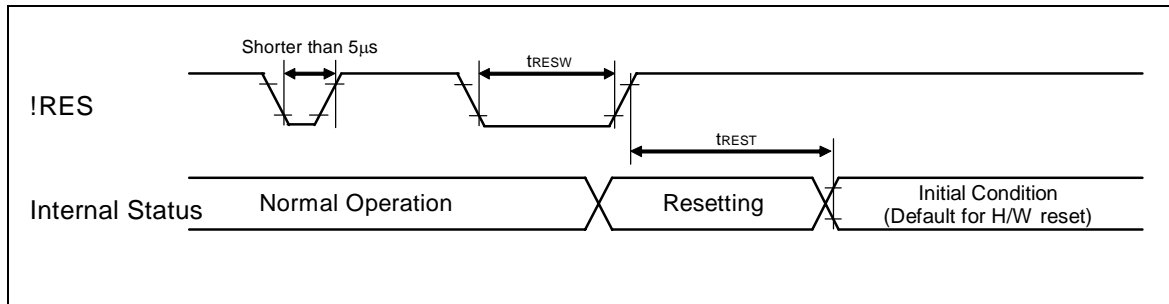 Shorter than 5μs
tRESW
!RES
tREST
Internal Status
Normal Operation
Resetting
Initial Condition
(Default for H/W reset)